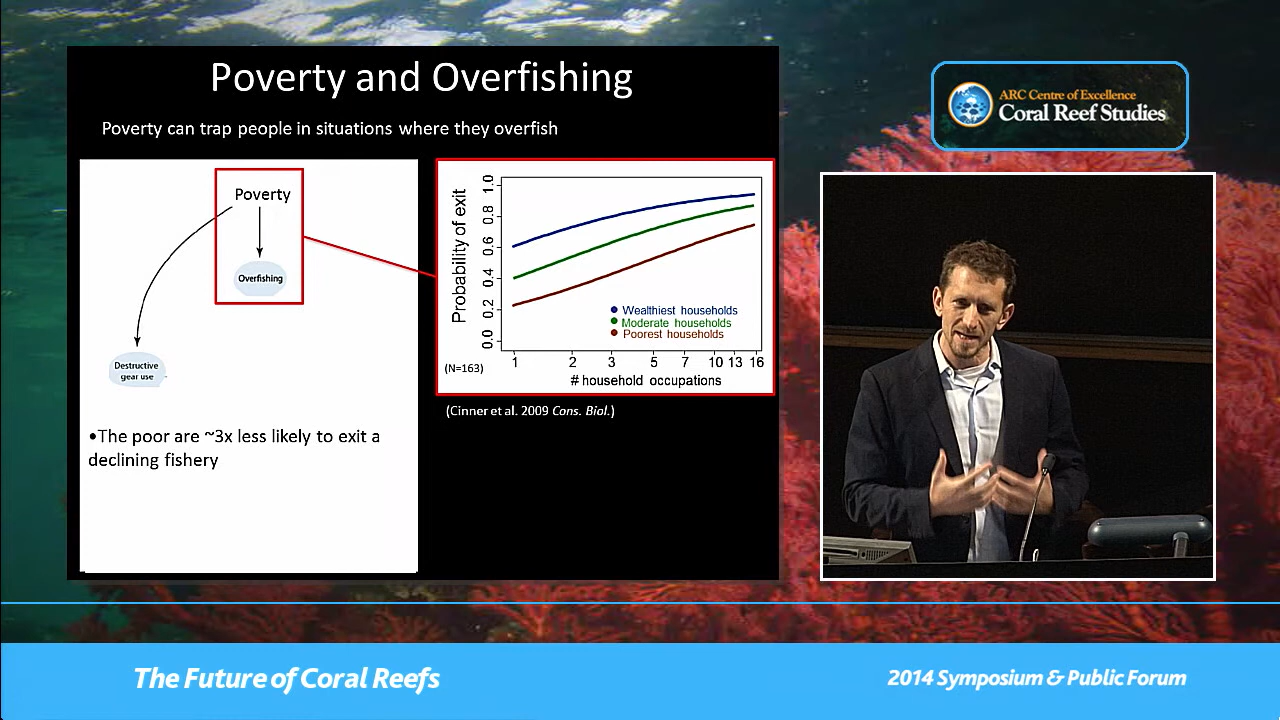 Poverty and Overfishing
Poverty can trap people in situations where they overfish
Poverty
Overfishing
Destructive
gear use
•The poor are ~3x less likely to exit a
declining fishery
Probability of exit
1.0
0.8
0.6
0.4
0.2
0.0
Wealthiest households
Moderate households
Poorest households
1 2 3 5 7 10 13 16
(N=163)
# household occupations
(Cinner et al. 2009 Cons. Biol.)
ARC Centre of Excellence
Coral Reef Studies
The Future of Coral Reefs
2014 Symposium & Public Forum